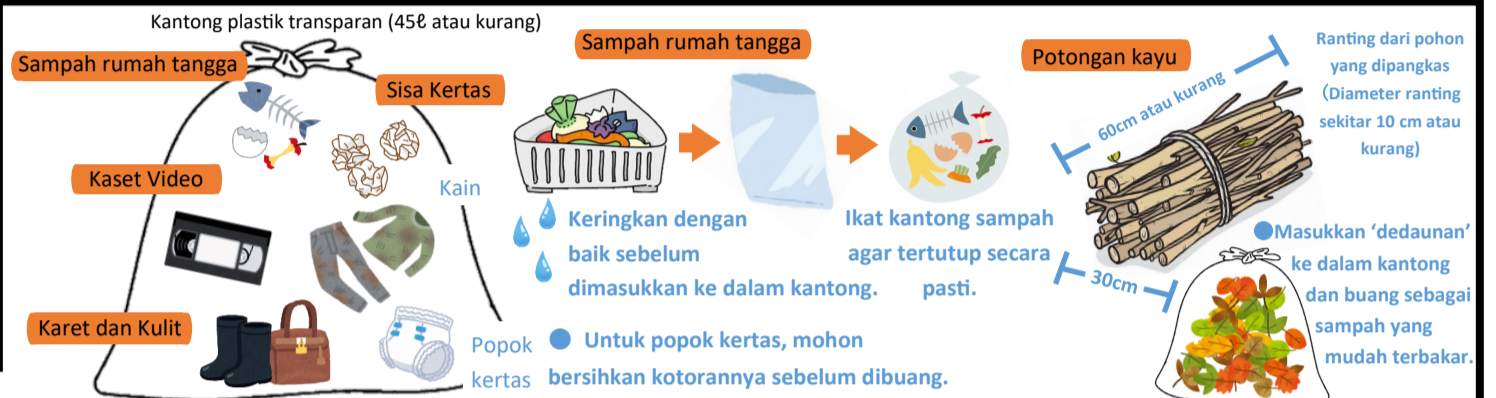 Kantong plastik transparan (45ℓ atau kurang)
Sampah rumah tangga
Sisa Kertas
Kaset Video
Kain
Karet dan Kulit
Popok
kertas
Sampah rumah tangga
Keringkan dengan
baik sebelum
dimasukkan ke dalam kantong.
Ikat kantong sampah
agar tertutup secara
pasti.
● Untuk popok kertas, mohon
bersihkan kotorannya sebelum dibuang.
Potongan kayu
60cm atau kurang
30cm
Ranting dari pohon
yang dipangkas
(Diameter ranting
sekitar 10 cm atau
kurang)
●Masukkan ‘dedaunan’
ke dalam kantong
dan buang sebagai
sampah yang
mudah terbakar.